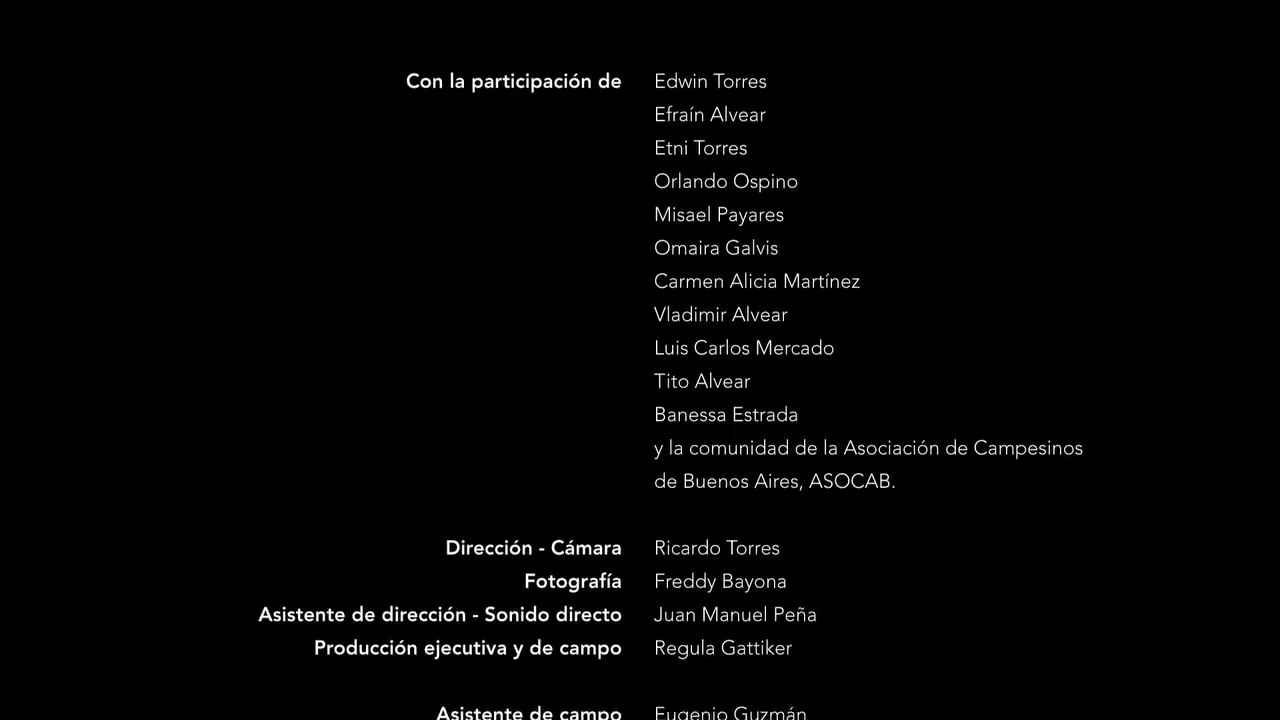 Con la participación de Edwin Torres
Efraín Alvear
Etni Torres
Orlando Ospino
Misael Payares
Omaira Galvis
Carmen Alicia Martínez
Vladimir Alvear
Luis Carlos Mercado
Tito Alvear
Banessa Estrada
y la comunidad de la Asociación de Campesinos
de Buenos Aires, ASOCAB.
Dirección - Cámara Ricardo Torres
Fotografía Freddy Bayona
Asistente de dirección - Sonido directo Juan Manuel Peña
Producción ejecutiva y de campo Regula Gattiker
Asistente de campo Eugenio Guzmán